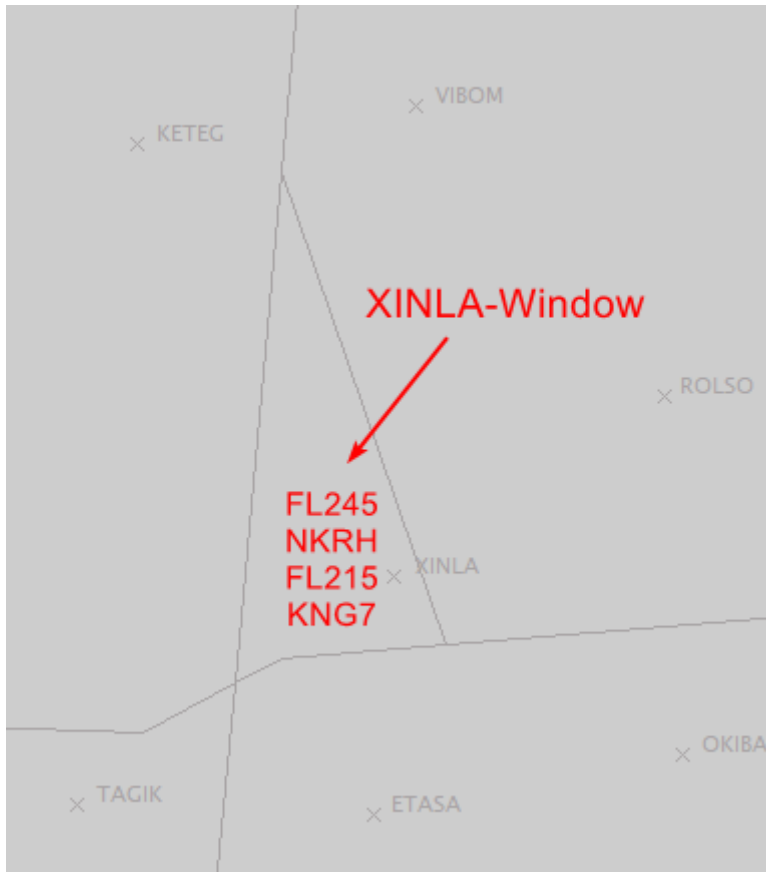 VIBOM
KETEG
XINLA-Window
ROLSO
FL245
NKRH
FL215
KNG7
XINLA
OKIBA
TAGIK
ETASA